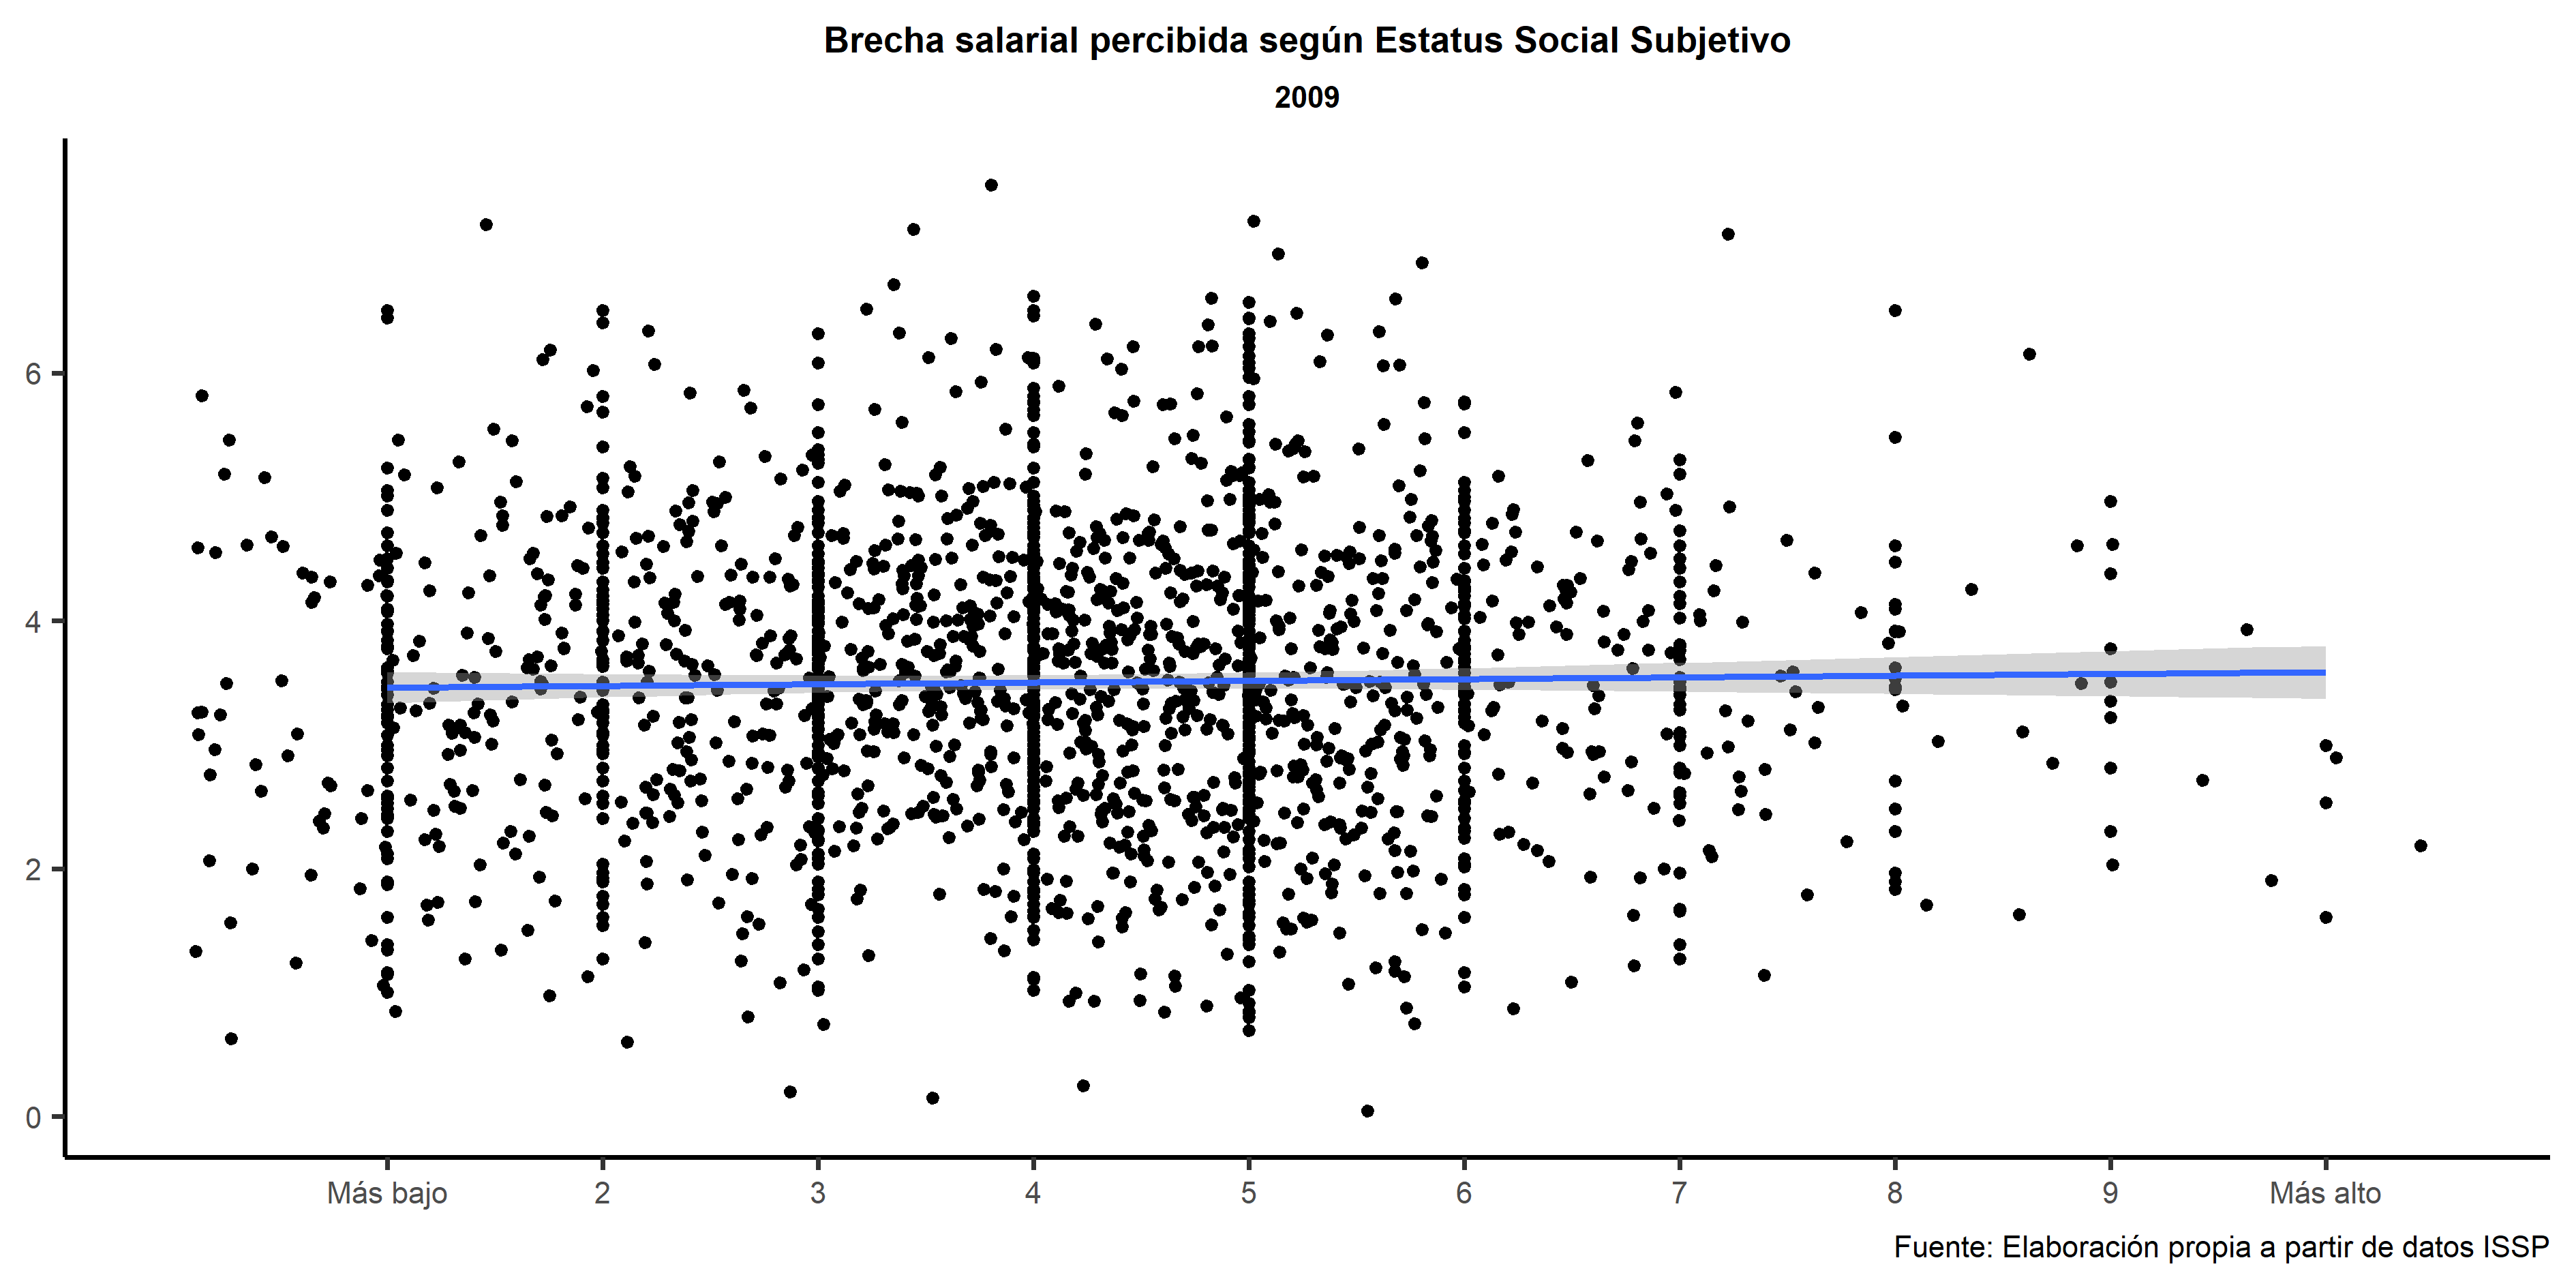 Brecha salarial percibida según Estatus Social Subjetivo
2009
6
4
2
0
Más bajo 2 3 4 5 6 7 8 9 Más alto
Fuente: Elaboración propia a partir de datos ISSP